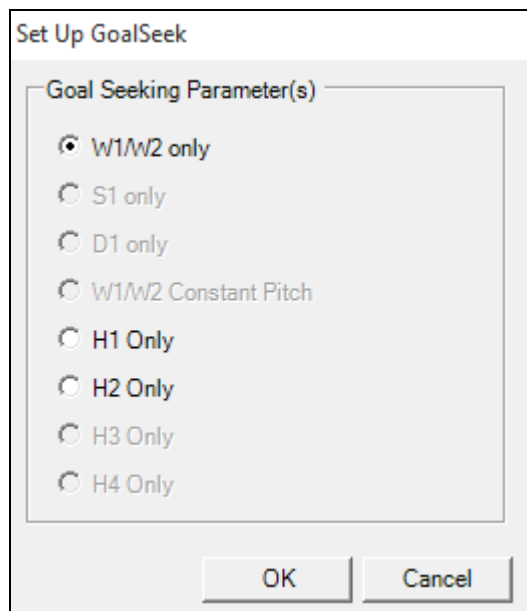 Set Up GoalSeek
Goal Seeking Parameter(s)
W1/W2 only
S1 only
D1 only
W1/W2 Constant Pitch
H1 Only
H2 Only
H3 Only
H4 Only
OK Cancel